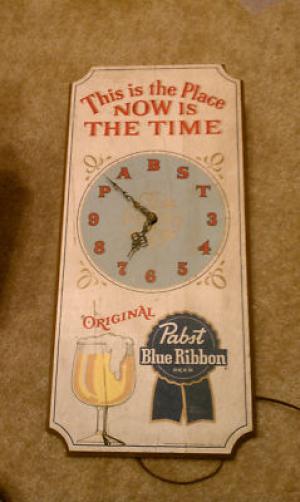 This is the Place
NOW IS
THE TIME
P A B S T
9 3
8 4
7 6 5
ORIGINAL
Pabst
Blue Ribbon
BEER